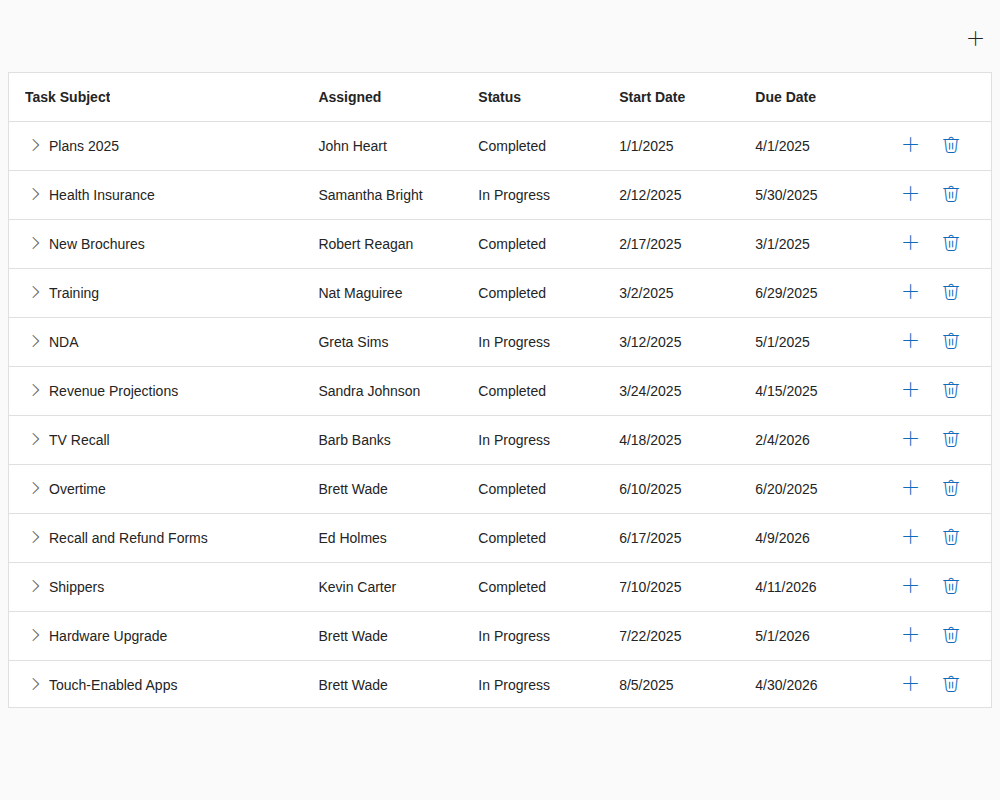 Task Subject Assigned Status Start Date Due Date
Plans 2025 John Heart Completed 1/1/2025 4/1/2025
Health Insurance Samantha Bright In Progress 2/12/2025 5/30/2025
New Brochures Robert Reagan Completed 2/17/2025 3/1/2025
Training Nat Maguiree Completed 3/2/2025 6/29/2025
NDA Greta Sims In Progress 3/12/2025 5/1/2025
Revenue Projections Sandra Johnson Completed 3/24/2025 4/15/2025
TV Recall Barb Banks In Progress 4/18/2025 2/4/2026
Overtime Brett Wade Completed 6/10/2025 6/20/2025
Recall and Refund Forms Ed Holmes Completed 6/17/2025 4/9/2026
Shippers Kevin Carter Completed 7/10/2025 4/11/2026
Hardware Upgrade Brett Wade In Progress 7/22/2025 5/1/2026
Touch-Enabled Apps Brett Wade In Progress 8/5/2025 4/30/2026